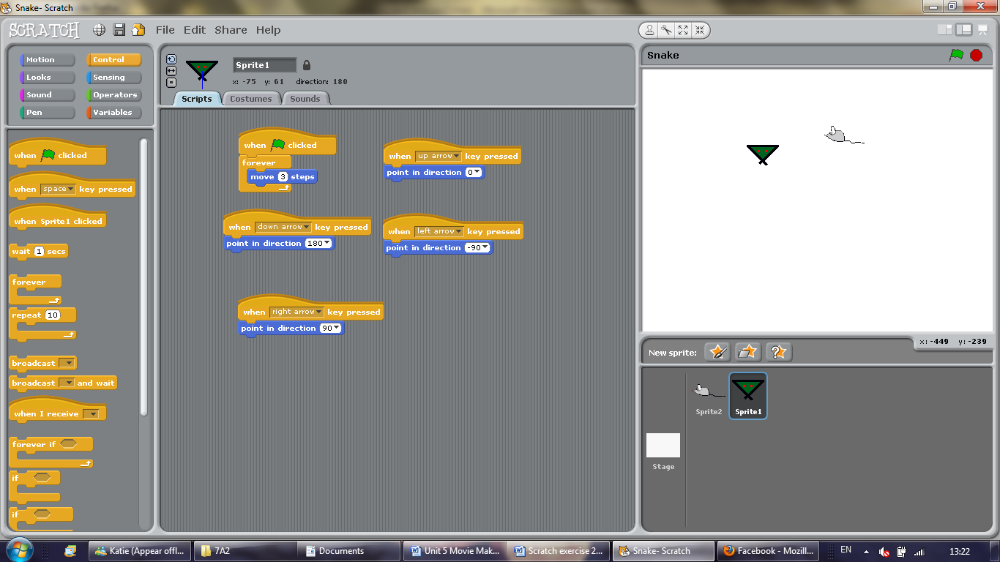 Snake- Scratch
SCRATCH File Edit Share Help
Motion Control
Looks Sensing
Sound Operators
Pen Variables
when clicked
when space key pressed
when Sprite1 clicked
wait 1 secs
forever
repeat 10
broadcast
broadcast and wait
when I receive
forever if
if
if
Sprite1
x: -75 y: 61 direction: 180
Scripts Costumes Sounds
when clicked
forever
move 3 steps
when up arrow key pressed
point in direction 0
when down arrow key pressed
point in direction 180
when left arrow key pressed
point in direction -90
when right arrow key pressed
point in direction 90
Snake
x: -449 y: -239
New sprite:
Sprite2 Sprite1
Stage
Katie (Appear offl... 7A2 Documents Unit 5 Movie Mak... Scratch exercise 2... Snake- Scratch Facebook - Mozill... EN 13:22